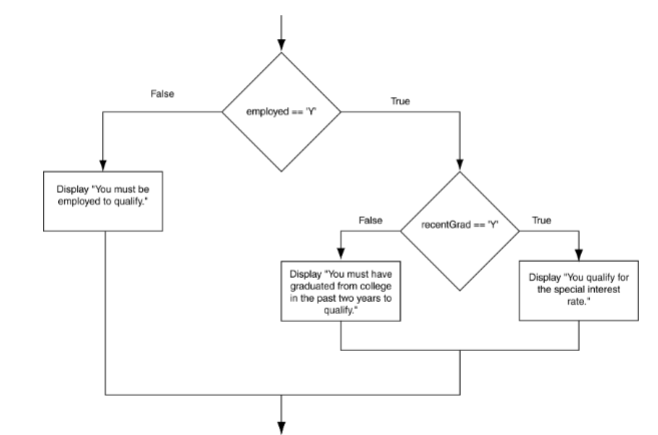 False
employed == 'Y'
True
Display "You must be
employed to qualify."
False
recentGrad == 'Y'
True
Display "You must have
graduated from college
in the past two years to
qualify."
Display "You qualify for
the special interest
rate."